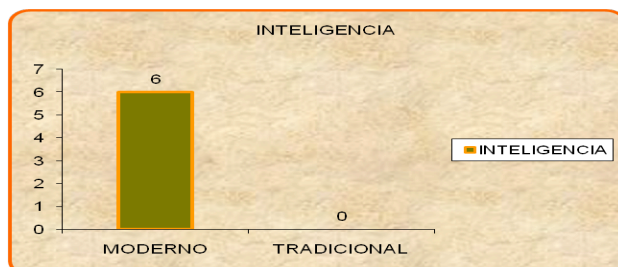 INTELIGENCIA
7
6
5
4
3
2
1
0
6
0
MODERNO
TRADICIONAL
INTELIGENCIA